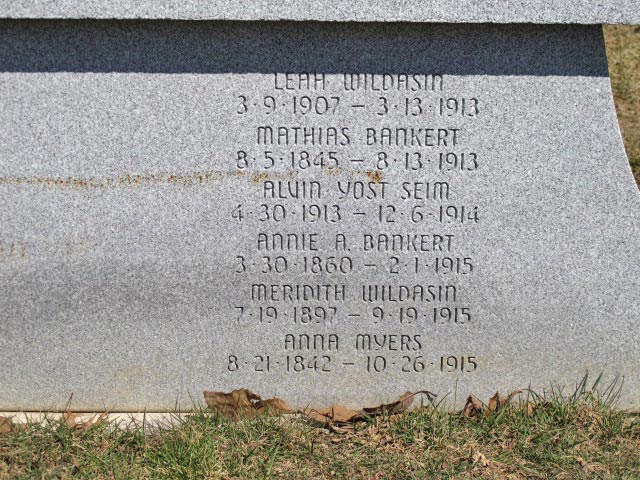 LEAH WILDASIN
3·9·1907 – 3·13·1913
MATHIAS BANKERT
8·5·1845 – 8·13·1913
ALVIN YOST SEIM
4·30·1913 – 12·6·1914
ANNIE A. BANKERT
3·30·1860 – 2·1·1915
MERIDITH WILDASIN
7·19·1897 – 9·19·1915
ANNA MYERS
8·21·1842 – 10·26·1915